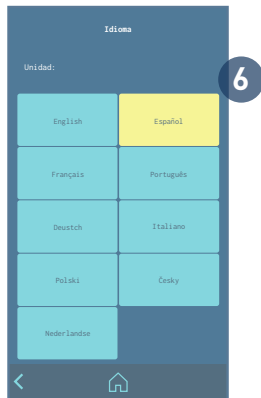 Idioma
Unidad:
6
English Español
Français Português
Deustch Italiano
Polski Česky
Nederlandse